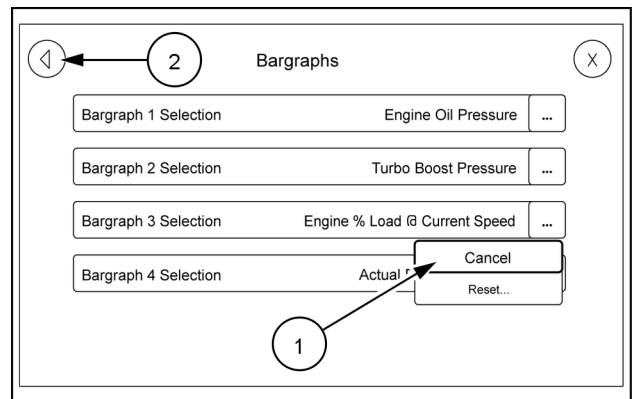 2
Bargraphs
X
Bargraph 1 Selection Engine Oil Pressure ...
Bargraph 2 Selection Turbo Boost Pressure ...
Bargraph 3 Selection Engine % Load @ Current Speed ...
Cancel
Bargraph 4 Selection Actual
Reset...
1